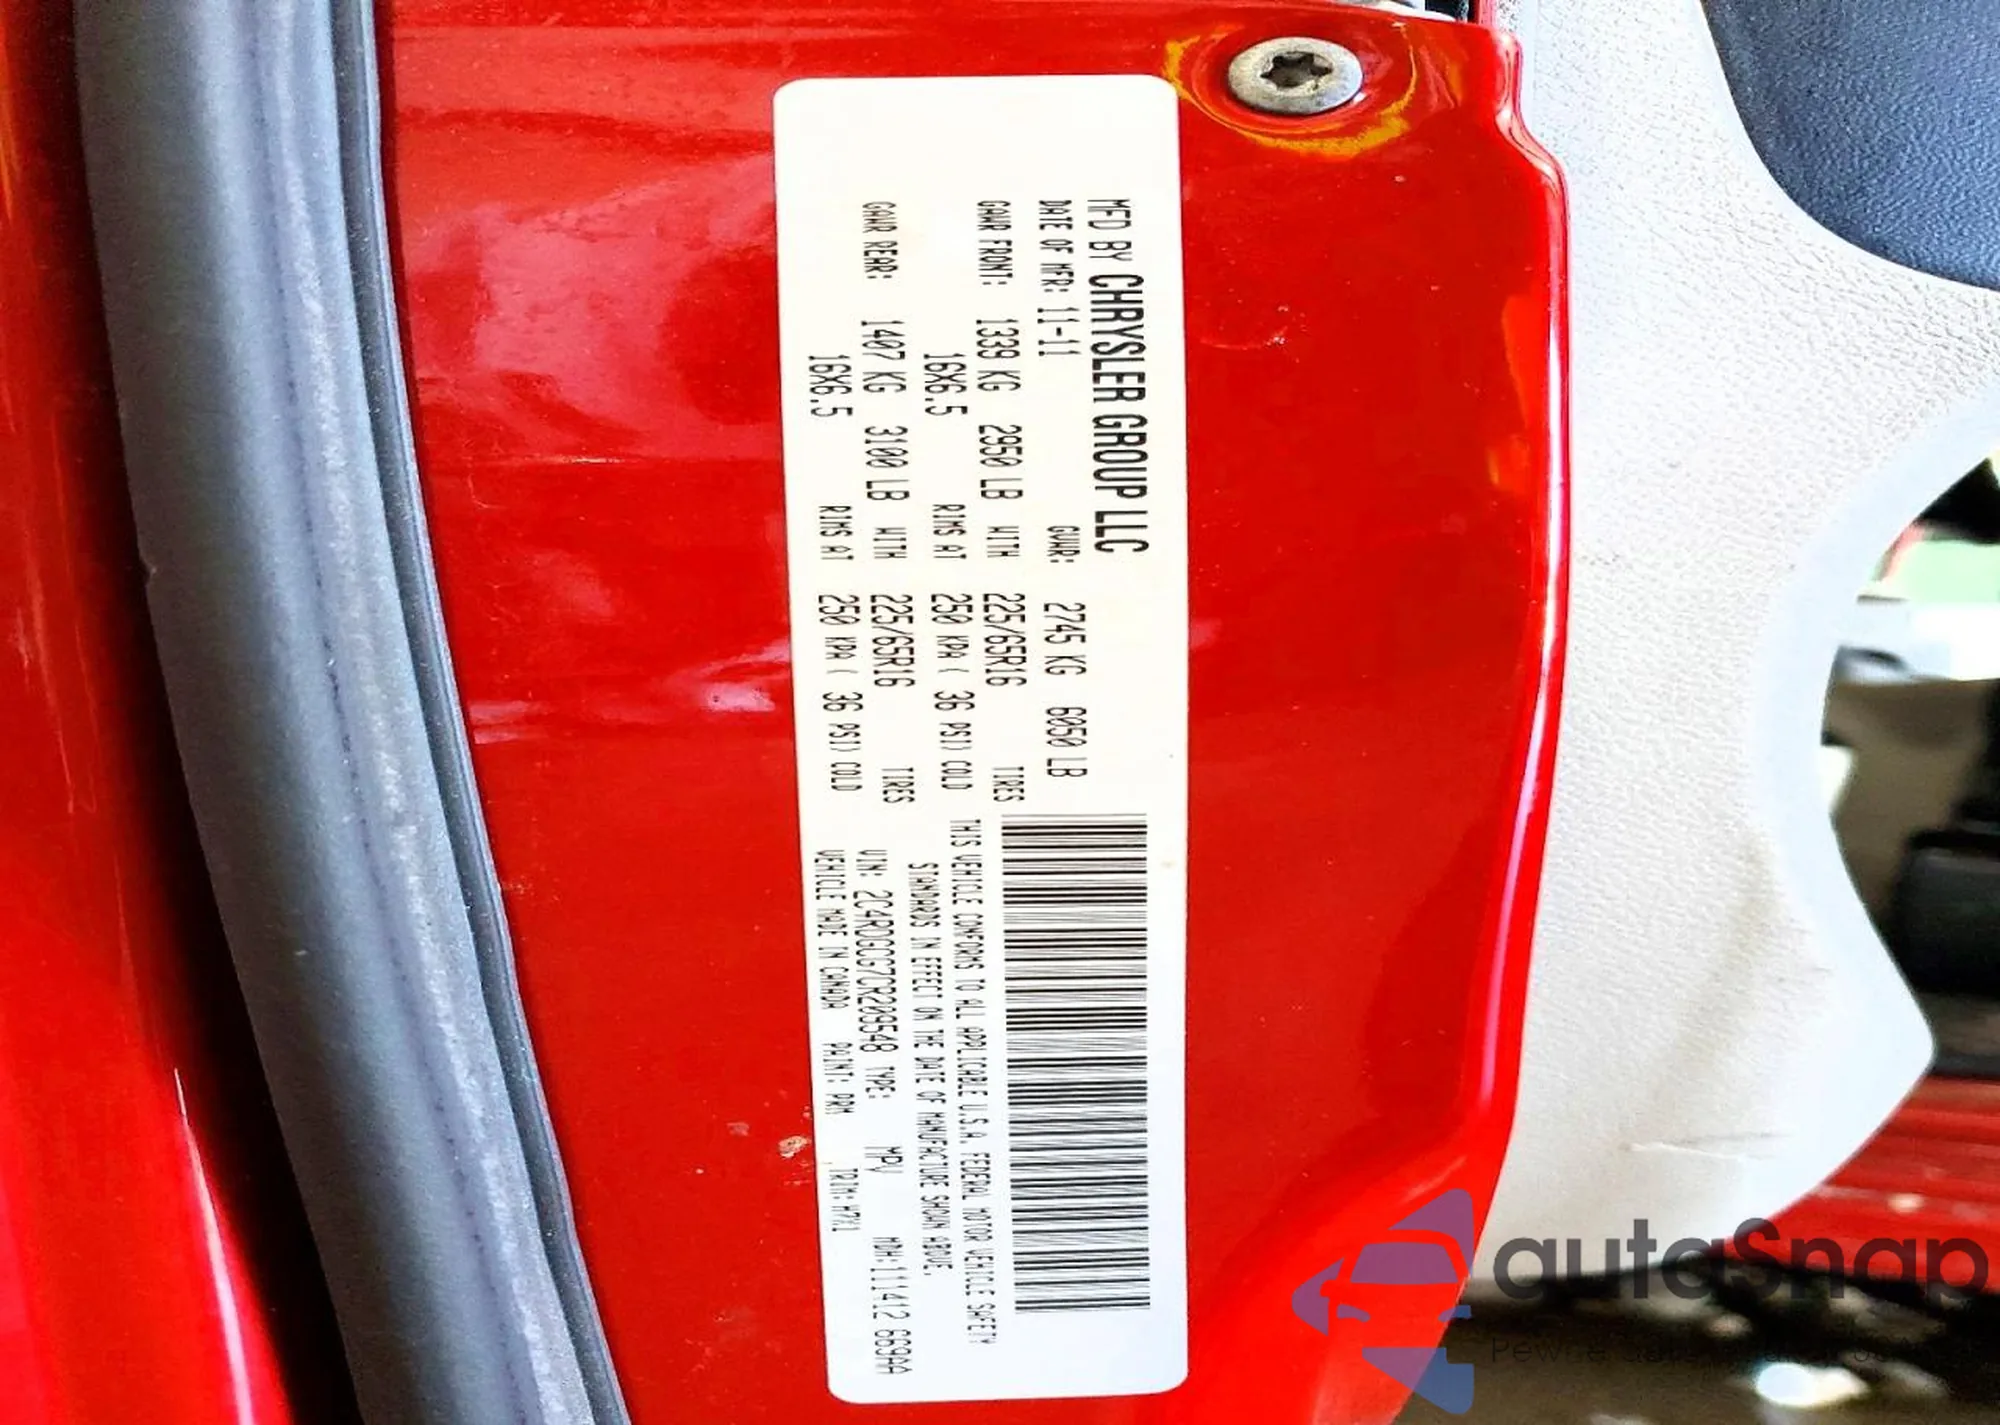 MFD BY CHRYSLER GROUP LLC
DATE OF MFR: 11-11 GVWR: 2745 KG 6050 LB
GAWR FRONT: 1339 KG 2950 LB WITH 225/65R16 TIRES
16X6.5 RIMS AT 250 KPA ( 36 PSI) COLD
GAWR REAR: 1407 KG 3100 LB WITH 225/65R16 TIRES
16X6.5 RIMS AT 250 KPA ( 36 PSI) COLD
THIS VEHICLE CONFORMS TO ALL APPLICABLE U.S.A. FEDERAL MOTOR VEHICLE SAFETY
STANDARDS IN EFFECT ON THE DATE OF MANUFACTURE SHOWN ABOVE.
VIN: 2C4RDGCG7CR209548 TYPE: MPV MDH:111412 669AA
VEHICLE MADE IN CANADA PAINT: PRM TRIM:
autoSnap